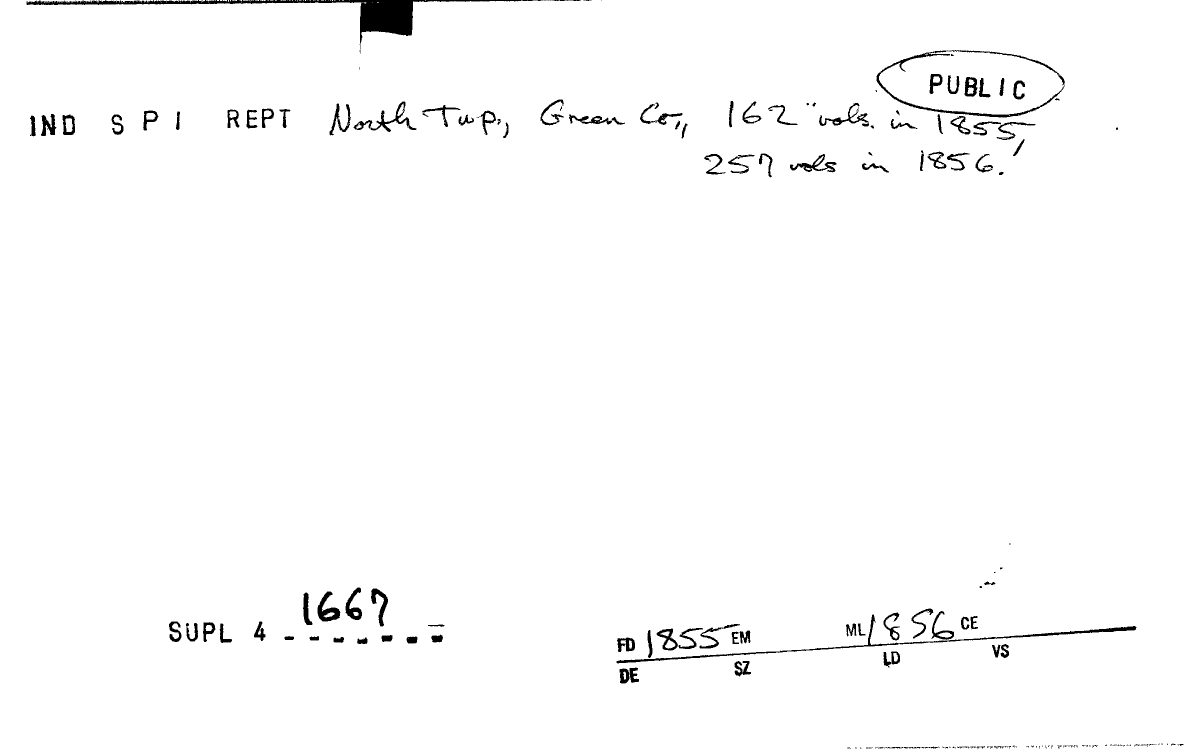 PUBLIC
IND S P I REPT North Twp., Green Co., 162 vols. in 1855,
257 vols in 1856.
SUPL 4 1667
FD 1855 EM ML 1856 CE
DE SZ LD VS